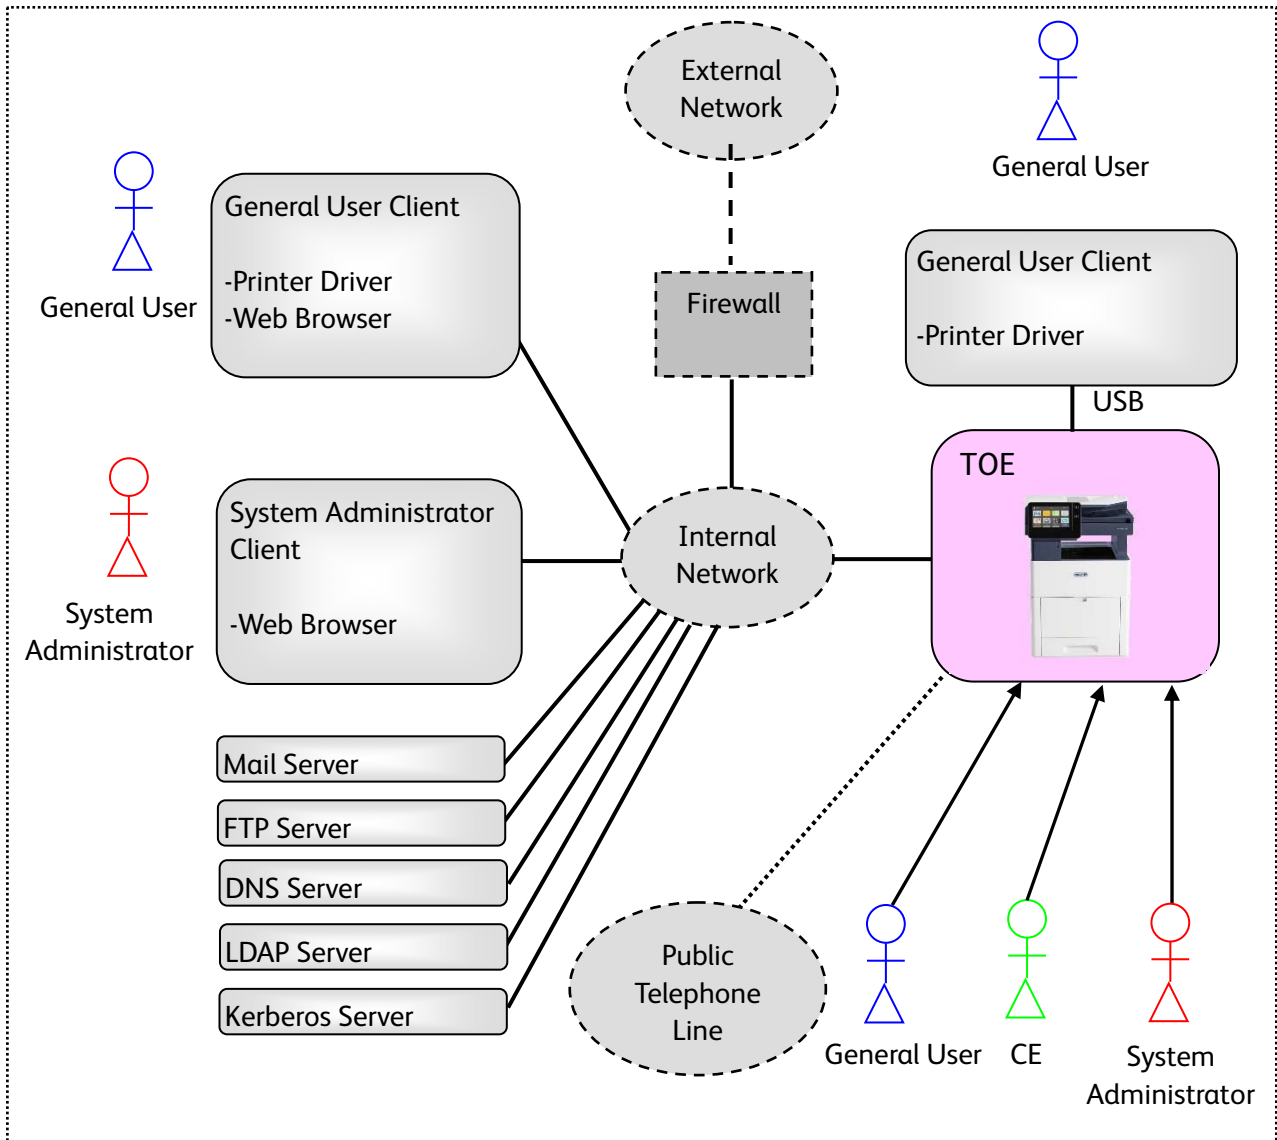 External
Network
General User
General User Client
-Printer Driver
-Web Browser
General User
Firewall
General User Client
-Printer Driver
USB
TOE
System Administrator
Client
-Web Browser
System
Administrator
Internal
Network
Mail Server
FTP Server
DNS Server
LDAP Server
Kerberos Server
Public
Telephone
Line
General User
CE
System
Administrator